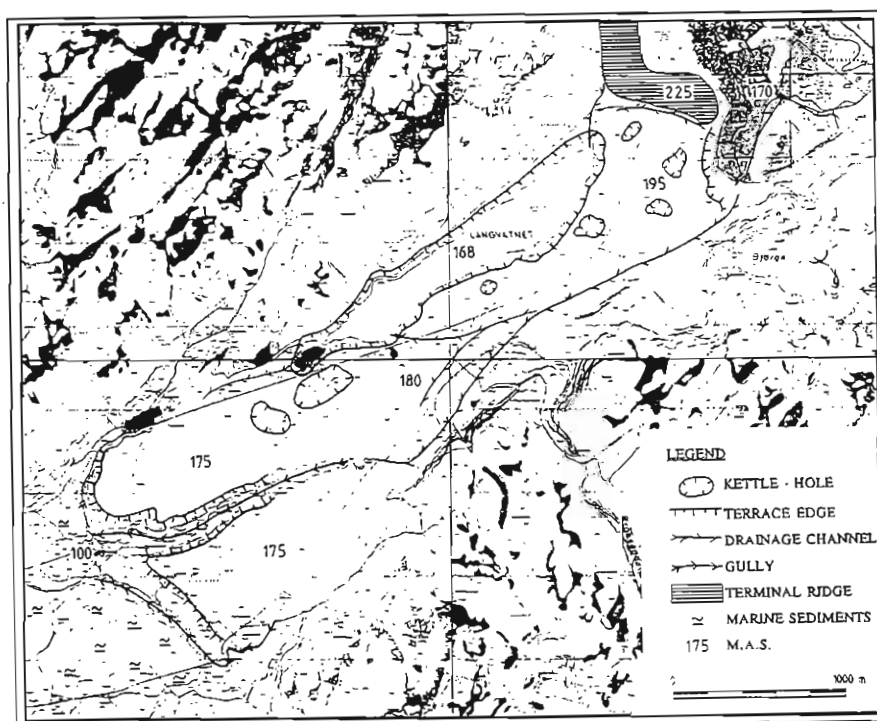 225
170
195
LANGVATNET
168
Bjørga
180
175
175
100
LEGEND
KETTLE - HOLE
TERRACE EDGE
DRAINAGE CHANNEL
GULLY
TERMINAL RIDGE
MARINE SEDIMENTS
175 M.A.S.
1000 m